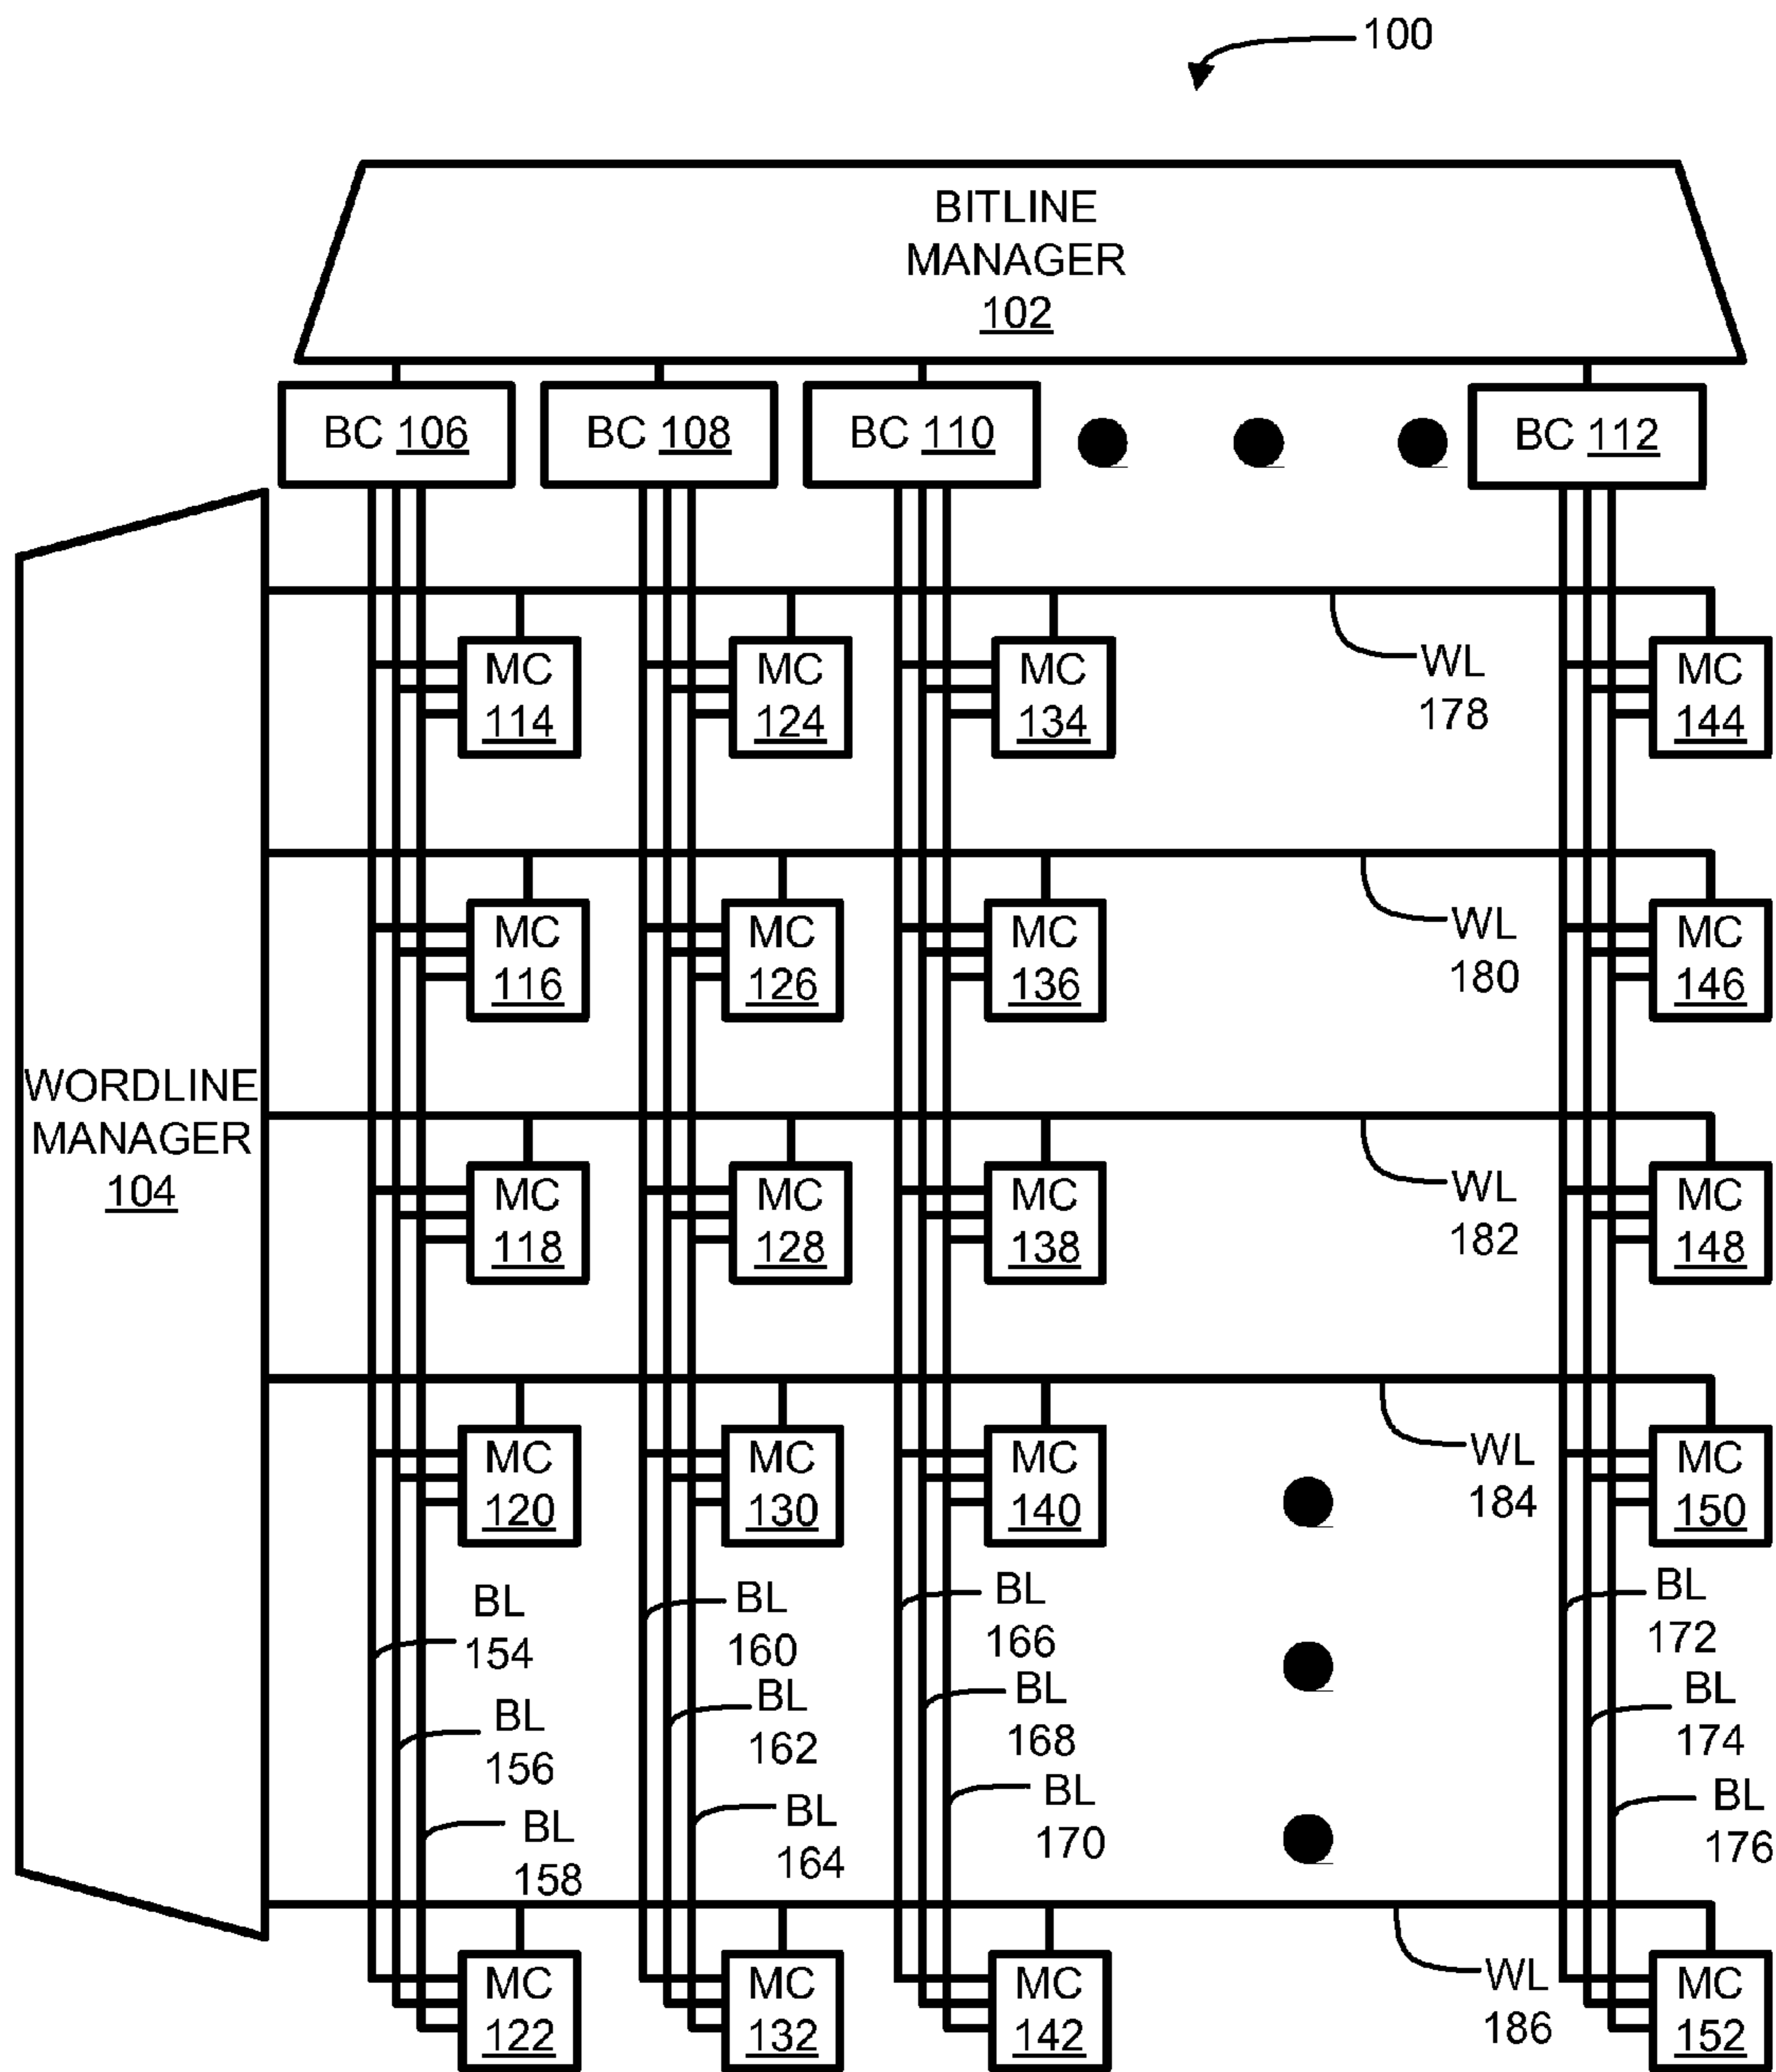 100
BITLINE
MANAGER
102
BC 106
BC 108
BC 110
BC 112
WORDLINE
MANAGER
104
MC
114
MC
124
MC
134
WL
178
MC
144
MC
116
MC
126
MC
136
WL
180
MC
146
MC
118
MC
128
MC
138
WL
182
MC
148
MC
120
MC
130
MC
140
WL
184
MC
150
BL
154
BL
156
BL
158
BL
160
BL
162
BL
164
BL
166
BL
168
BL
170
BL
172
BL
174
BL
176
MC
122
MC
132
MC
142
WL
186
MC
152